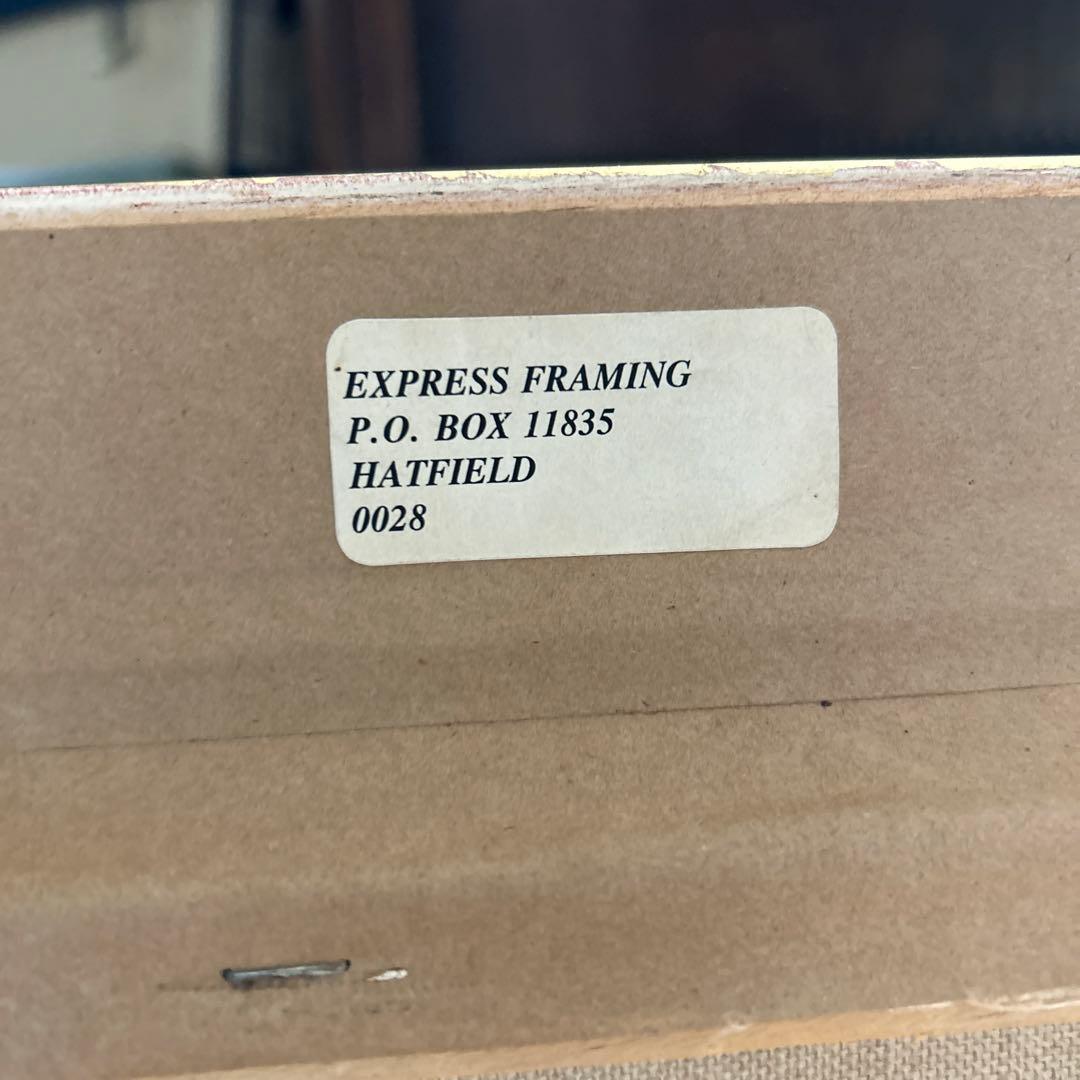 EXPRESS FRAMING
P.O. BOX 11835
HATFIELD
0028